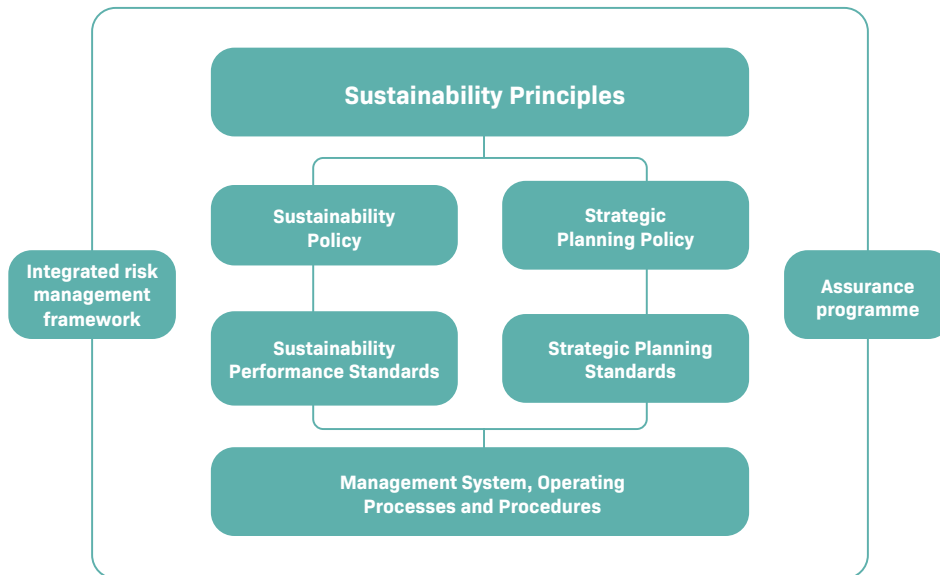 Sustainability Principles
Sustainability
Policy
Strategic
Planning Policy
Integrated risk
management
framework
Assurance
programme
Sustainability
Performance Standards
Strategic Planning
Standards
Management System, Operating
Processes and Procedures